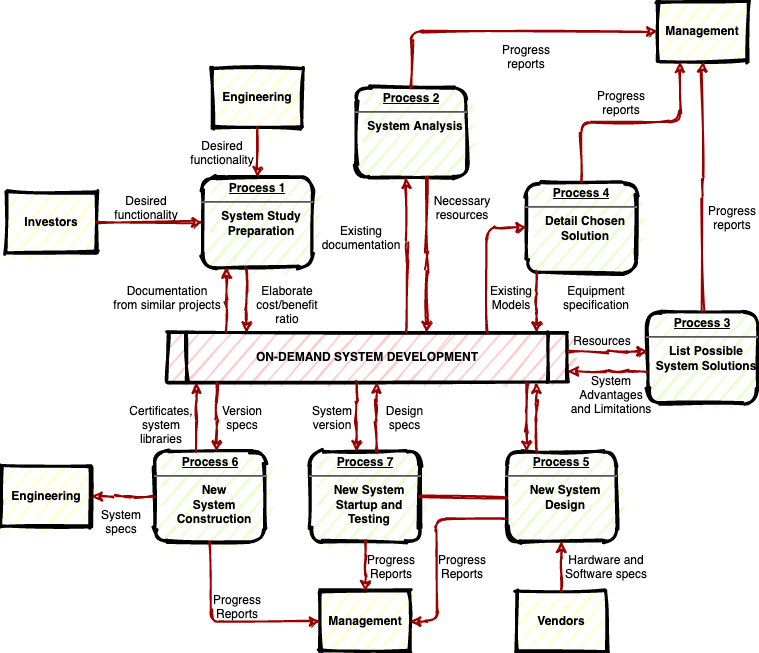 Management
Progress
reports
Engineering
Process 2
System Analysis
Progress
reports
Desired
functionality
Process 1
System Study
Preparation
Process 4
Detail Chosen
Solution
Investors
Desired
functionality
Necessary
resources
Existing
documentation
Progress
reports
Documentation
from similar projects
Elaborate
cost/benefit
ratio
Existing
Models
Equipment
specification
Process 3
List Possible
System Solutions
ON-DEMAND SYSTEM DEVELOPMENT
Resources
System
Advantages
and Limitations
Certificates,
system
libraries
Version
specs
System
version
Design
specs
Process 6
New
System
Construction
Process 7
New System
Startup and
Testing
Process 5
New System
Design
Engineering
System
specs
Progress
Reports
Progress
Reports
Progress
Reports
Hardware and
Software specs
Management
Vendors